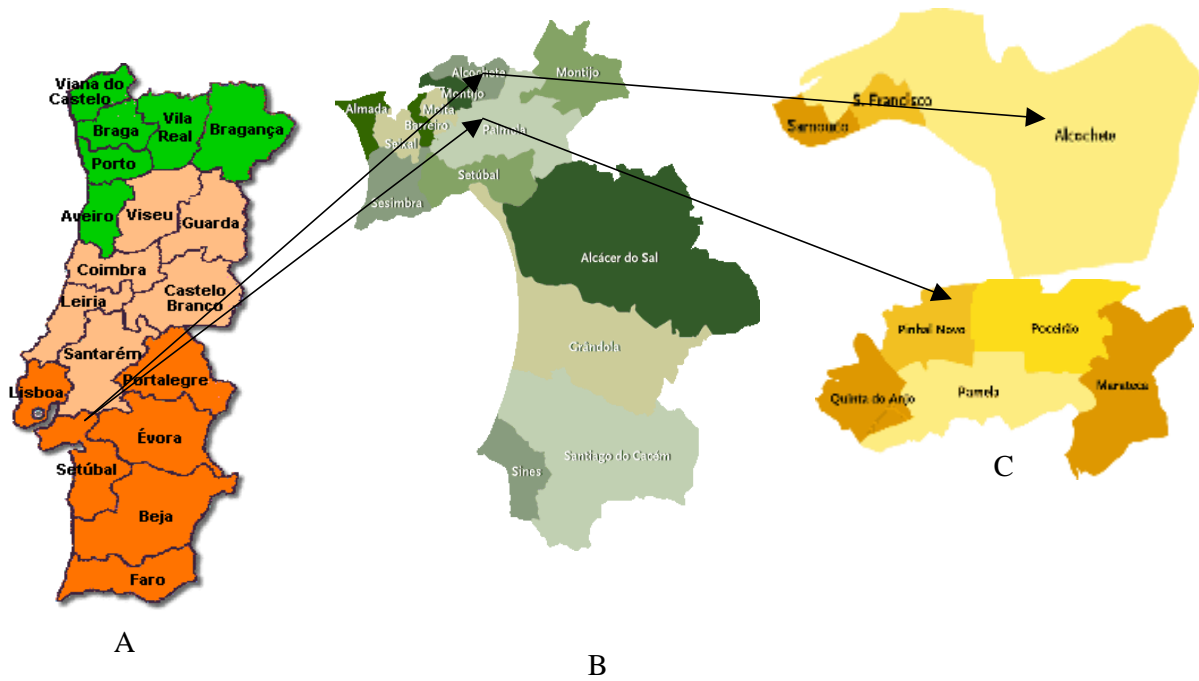 Viana do
Castelo
Braga
Vila
Real
Bragança
Porto
Aveiro
Viseu
Guarda
Coimbra
Leiria
Castelo
Branco
Santarém
Lisboa
Portalegre
Évora
Setúbal
Beja
Faro
A
Alcochete
Montijo
Almada
Montijo
Moita
Barreiro
Palmela
Seixal
Setúbal
Sesimbra
Alcácer do Sal
Grândola
Santiago do Cacém
Sines
B
S. Francisco
Samouco
Alcochete
Pinhal Novo
Poceirão
Marateca
Quinta do Anjo
Pamela
C